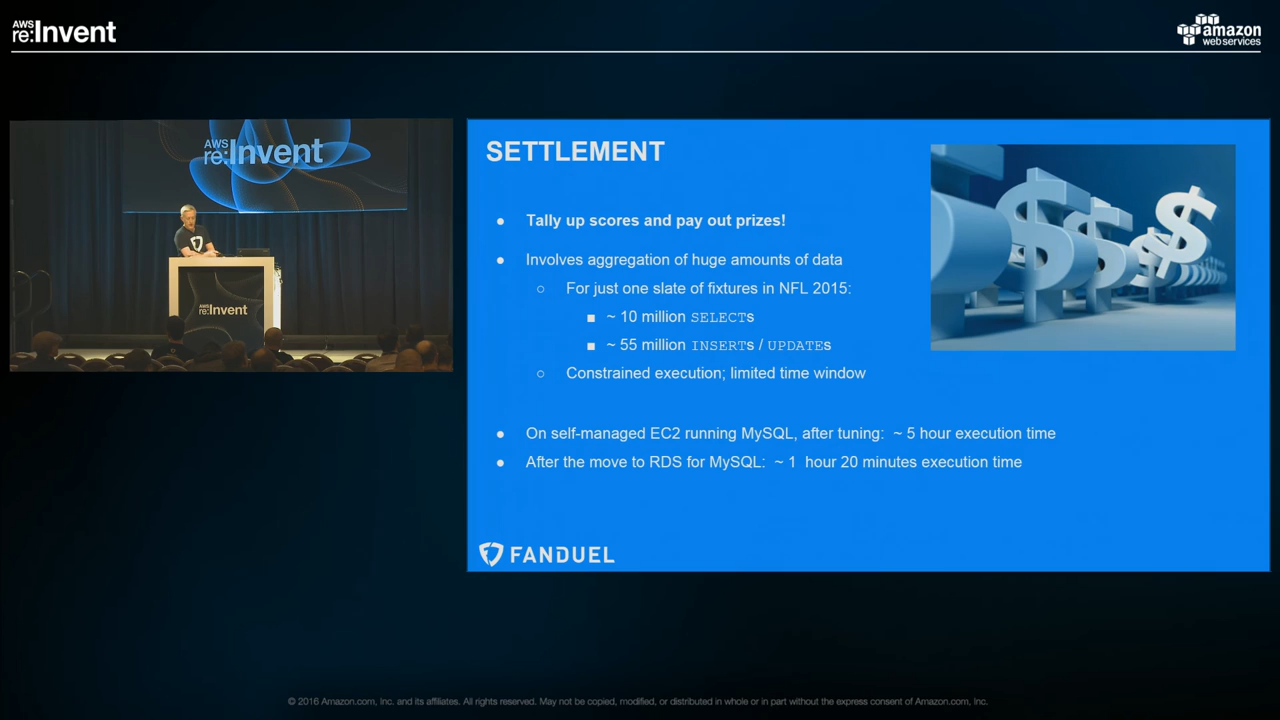 AWS
re:Invent
amazon
web services
AWS
re:Invent
AWS
re:Invent
SETTLEMENT
● Tally up scores and pay out prizes!
● Involves aggregation of huge amounts of data
○ For just one slate of fixtures in NFL 2015:
■ ~ 10 million SELECTs
■ ~ 55 million INSERTs / UPDATEs
○ Constrained execution; limited time window
● On self-managed EC2 running MySQL, after tuning: ~ 5 hour execution time
● After the move to RDS for MySQL: ~ 1 hour 20 minutes execution time
FANDUEL
© 2016 Amazon.com, Inc. and its affiliates. All rights reserved. May not be copied, modified, or distributed in whole or in part without the express consent of Amazon.com, Inc.